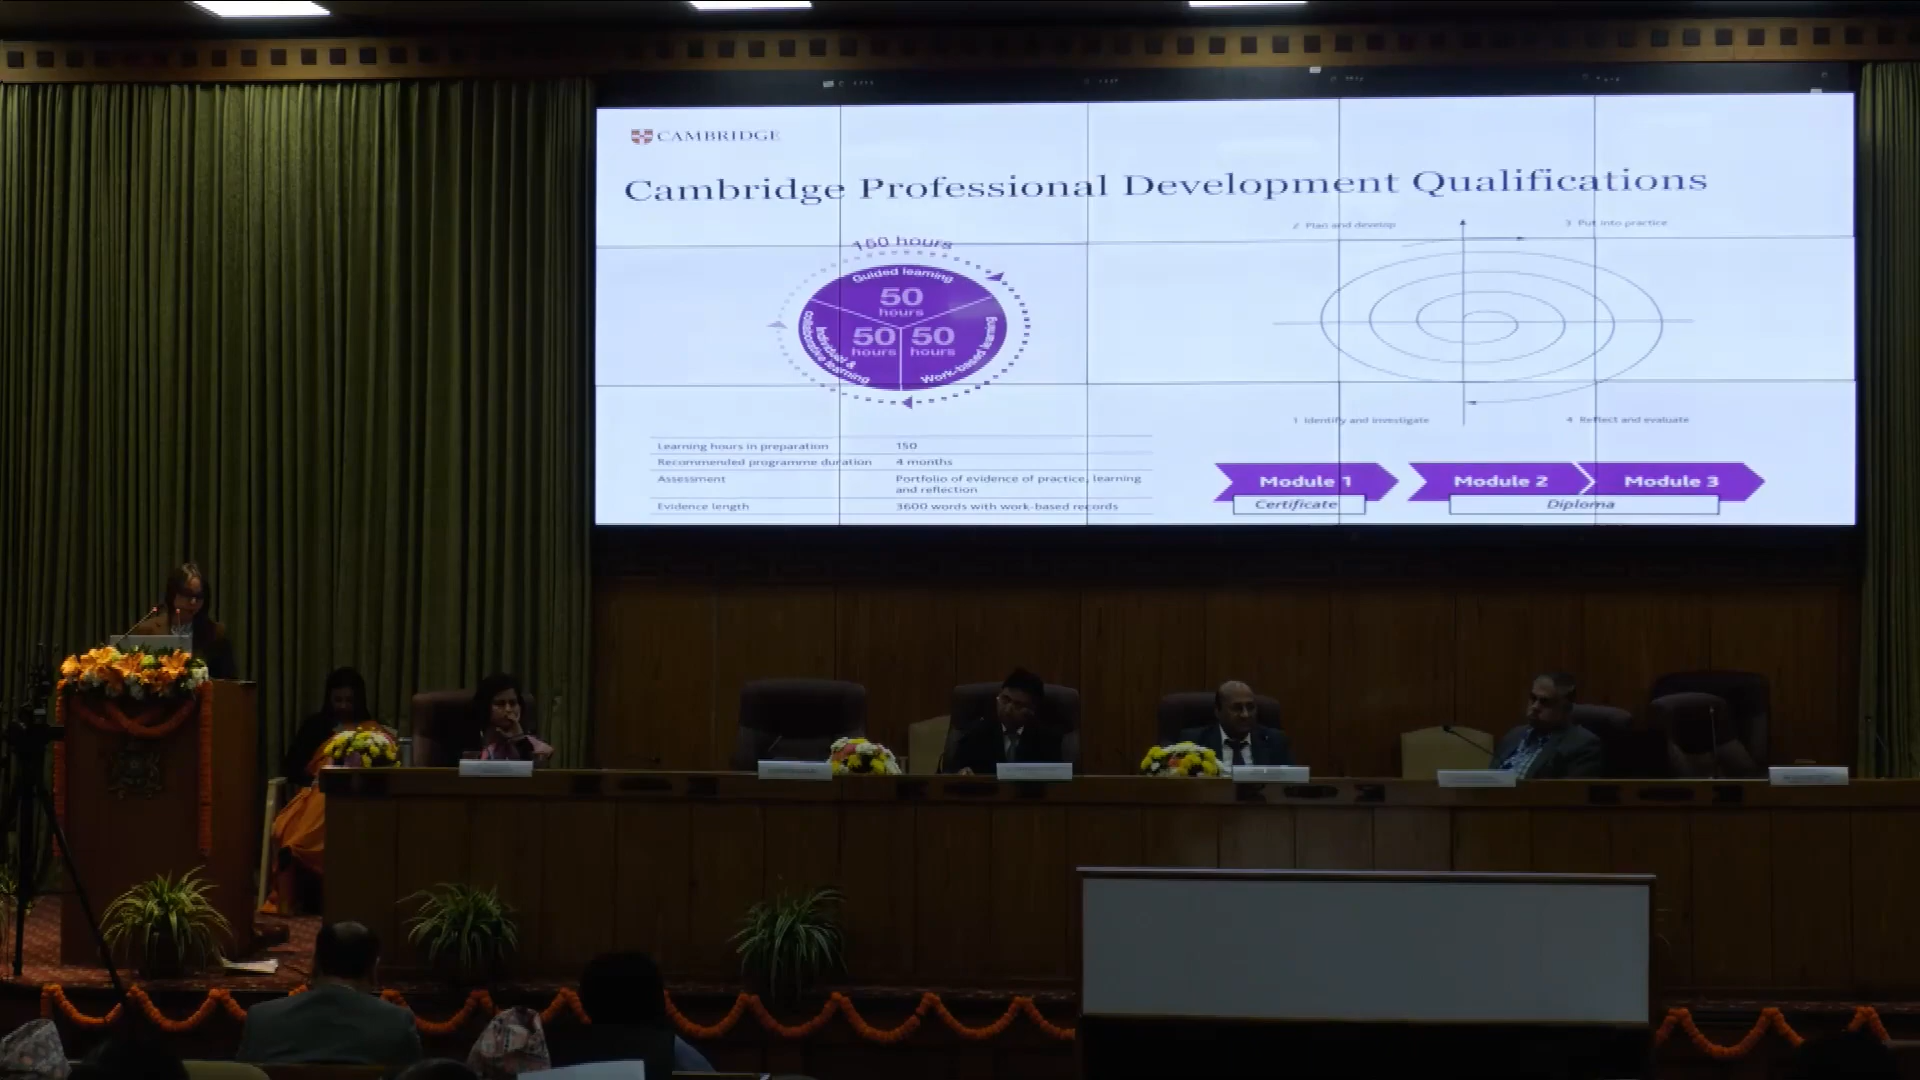 CAMBRIDGE
Cambridge Professional Development Qualifications
150 hours
Guided learning
50
hours
50
hours
50
hours
Individual &
collaborative learning
Work-based learning
2 Plan and develop
3 Put into practice
1 Identify and investigate
4 Reflect and evaluate
Learning hours in preparation 150
Recommended programme duration 4 months
Assessment Portfolio of evidence of practice, learning
and reflection
Evidence length 3600 words with work-based records
Module 1
Module 2
Module 3
Certificate
Diploma